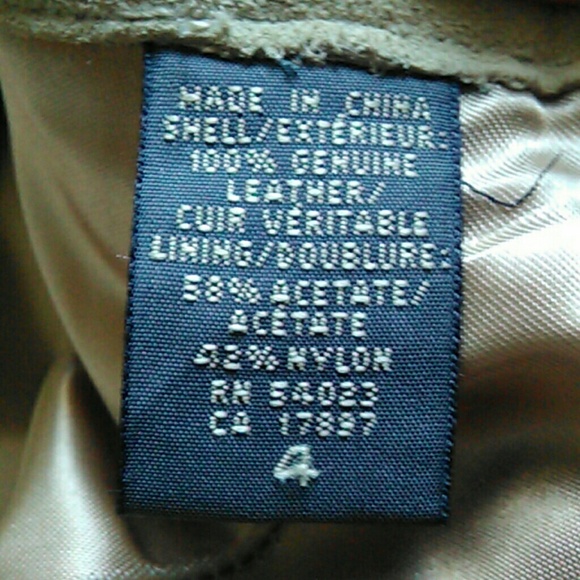 MADE IN CHINA
SHELL/EXTÉRIEUR:
100% GENUINE
LEATHER/
CUIR VÉRITABLE
LINING/DOUBLURE:
58% ACETATE/
ACÉTATE
42% NYLON
RN 54023
CA 17897
4